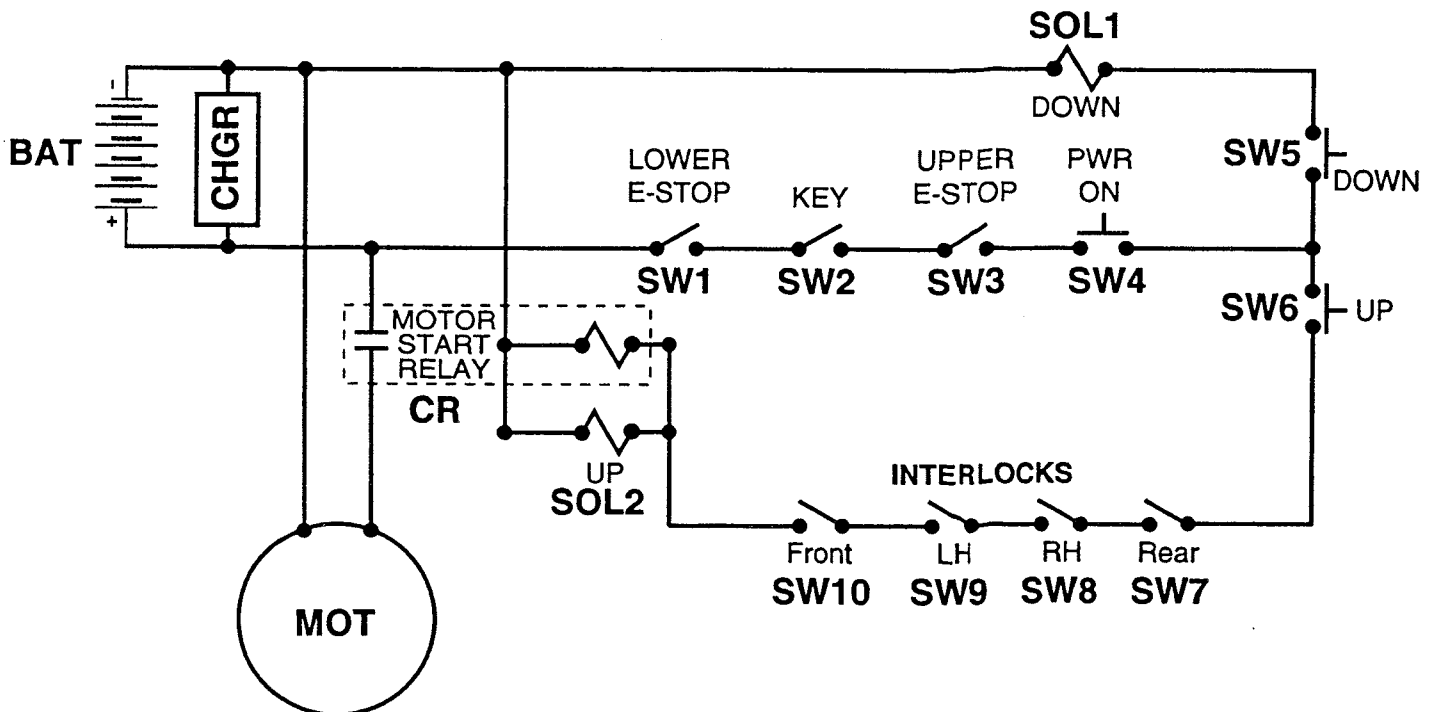 SOL1
DOWN
-
BAT
+
CHGR
LOWER
E-STOP
SW1
KEY
SW2
UPPER
E-STOP
SW3
PWR
ON
SW4
SW5
DOWN
SW6
UP
MOTOR
START
RELAY
CR
UP
SOL2
INTERLOCKS
Front
SW10
LH
SW9
RH
SW8
Rear
SW7
MOT